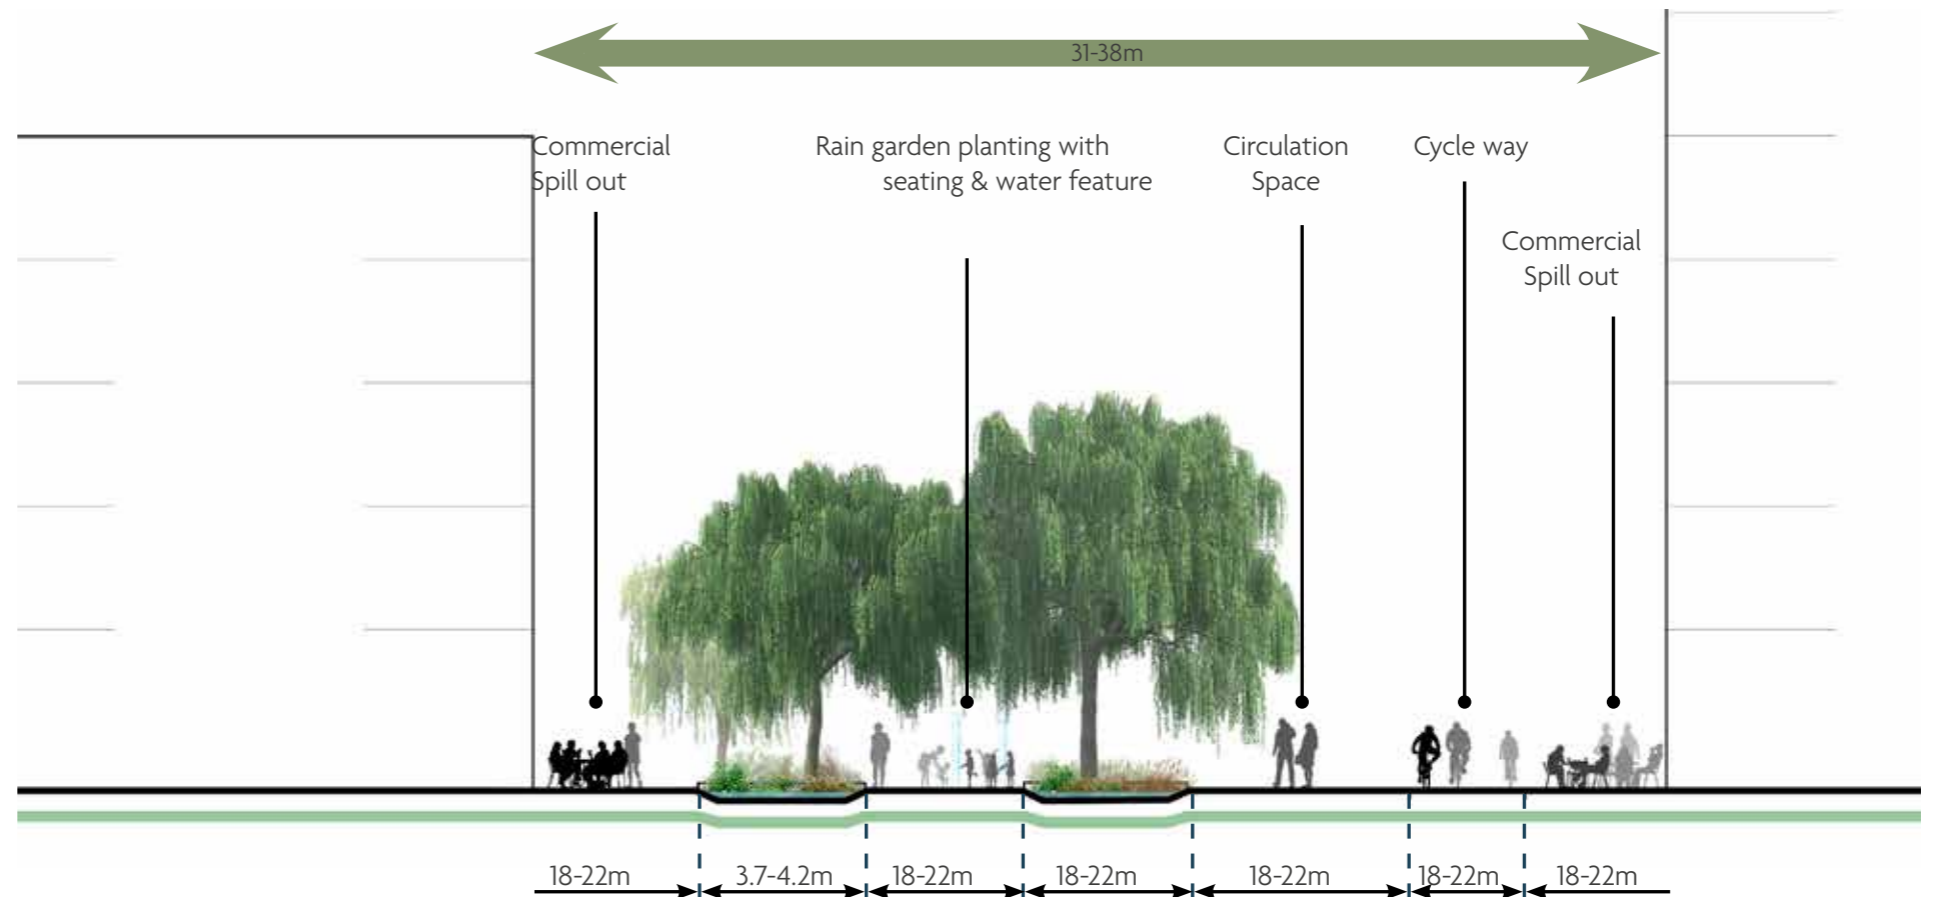 31-38m
Commercial
Spill out
Rain garden planting with
seating & water feature
Circulation
Space
Cycle way
Commercial
Spill out
18-22m
3.7-4.2m
18-22m
18-22m
18-22m
18-22m
18-22m